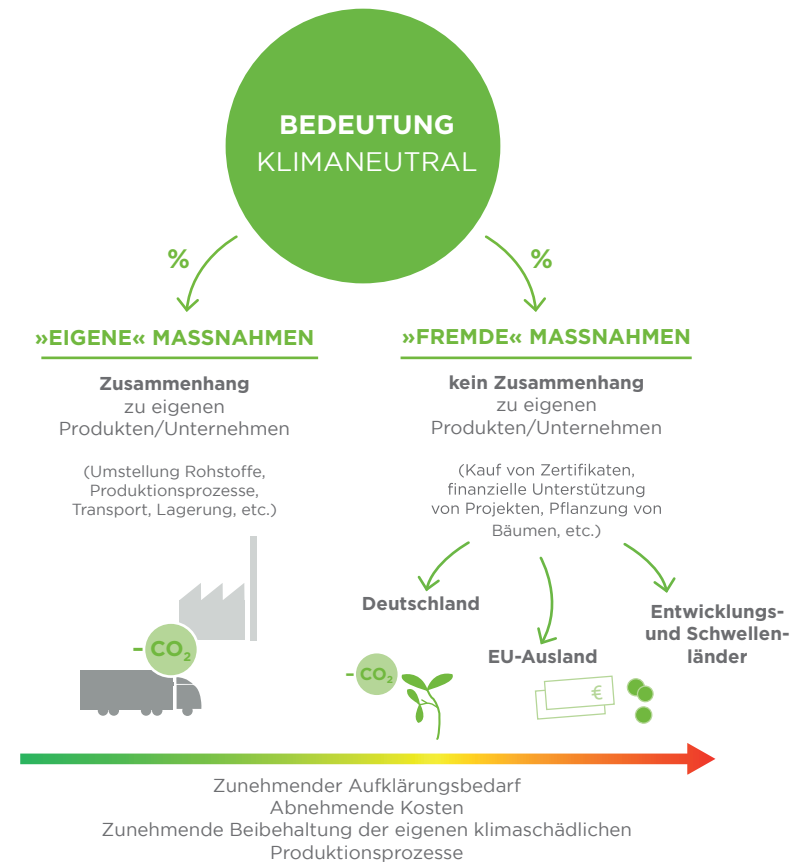 BEDEUTUNG
KLIMANEUTRAL
%
%
»EIGENE« MASSNAHMEN
Zusammenhang
zu eigenen
Produkten/Unternehmen
(Umstellung Rohstoffe,
Produktionsprozesse,
Transport, Lagerung, etc.)
- CO₂
»FREMDE« MASSNAHMEN
kein Zusammenhang
zu eigenen
Produkten/Unternehmen
(Kauf von Zertifikaten,
finanzielle Unterstützung
von Projekten, Pflanzung von
Bäumen, etc.)
Deutschland
- CO₂
EU-Ausland
€
Entwicklungs-
und Schwellen-
länder
Zunehmender Aufklärungsbedarf
Abnehmende Kosten
Zunehmende Beibehaltung der eigenen klimaschädlichen
Produktionsprozesse